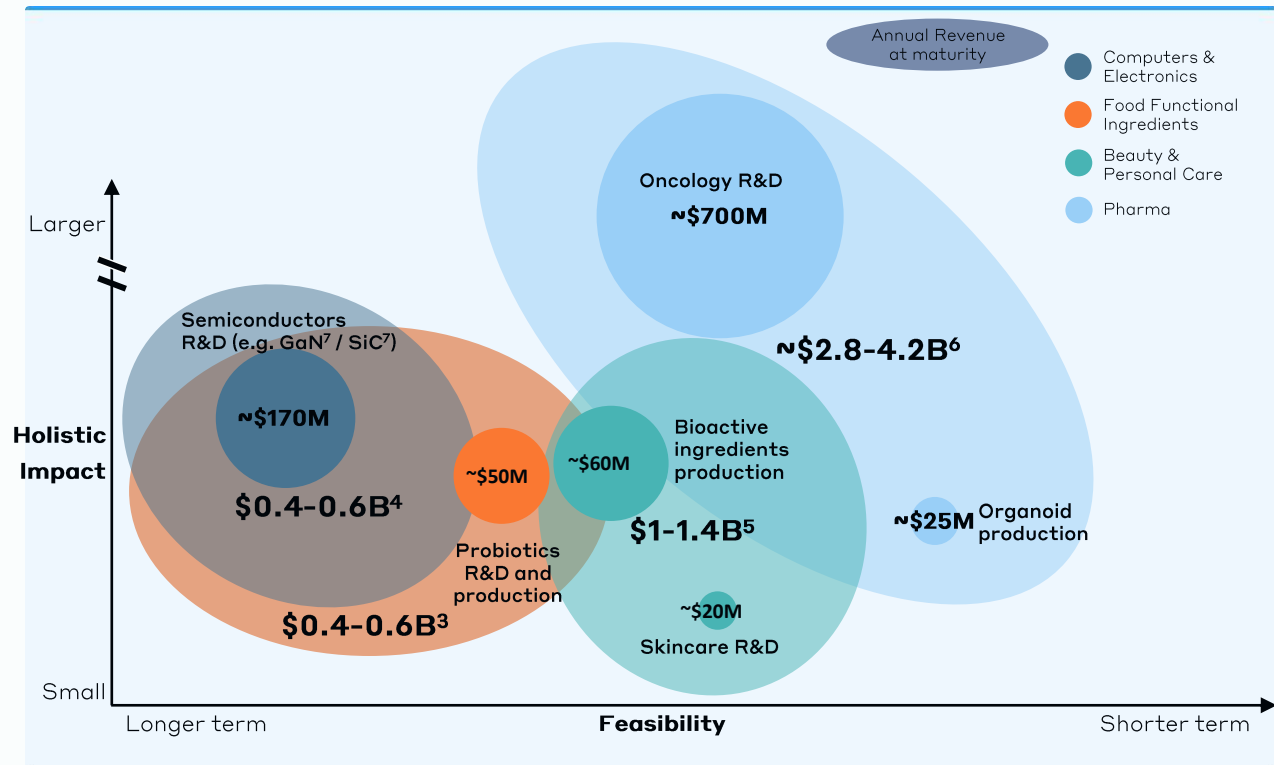 Annual Revenue
at maturity
Computers &
Electronics
Food Functional
Ingredients
Beauty &
Personal Care
Pharma
Larger
Holistic
Impact
Small
Oncology R&D
~$700M
~$2.8-4.2B⁶
Semiconductors
R&D (e.g. GaN⁷ / SiC⁷)
~$170M
$0.4-0.6B⁴
~$50M
Probiotics
R&D and
production
$0.4-0.6B³
~$60M
Bioactive
ingredients
production
$1-1.4B⁵
~$20M
Skincare R&D
~$25M
Organoid
production
Longer term
Feasibility
Shorter term